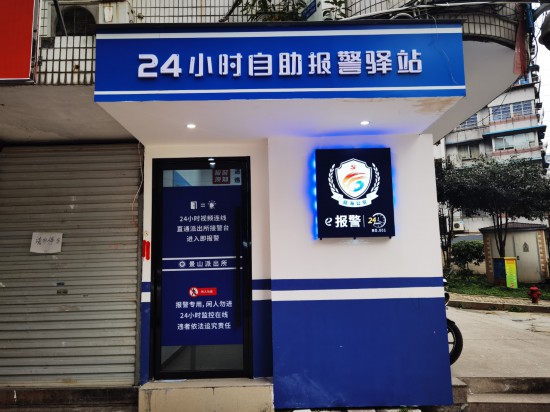 24小时自助报警驿站
24小时视频连线
直通派出所接警台
进入即报警
景山派出所
报警专用,闲人勿进
24小时监控在线
违者依法追究责任
e报警
24
NO.001